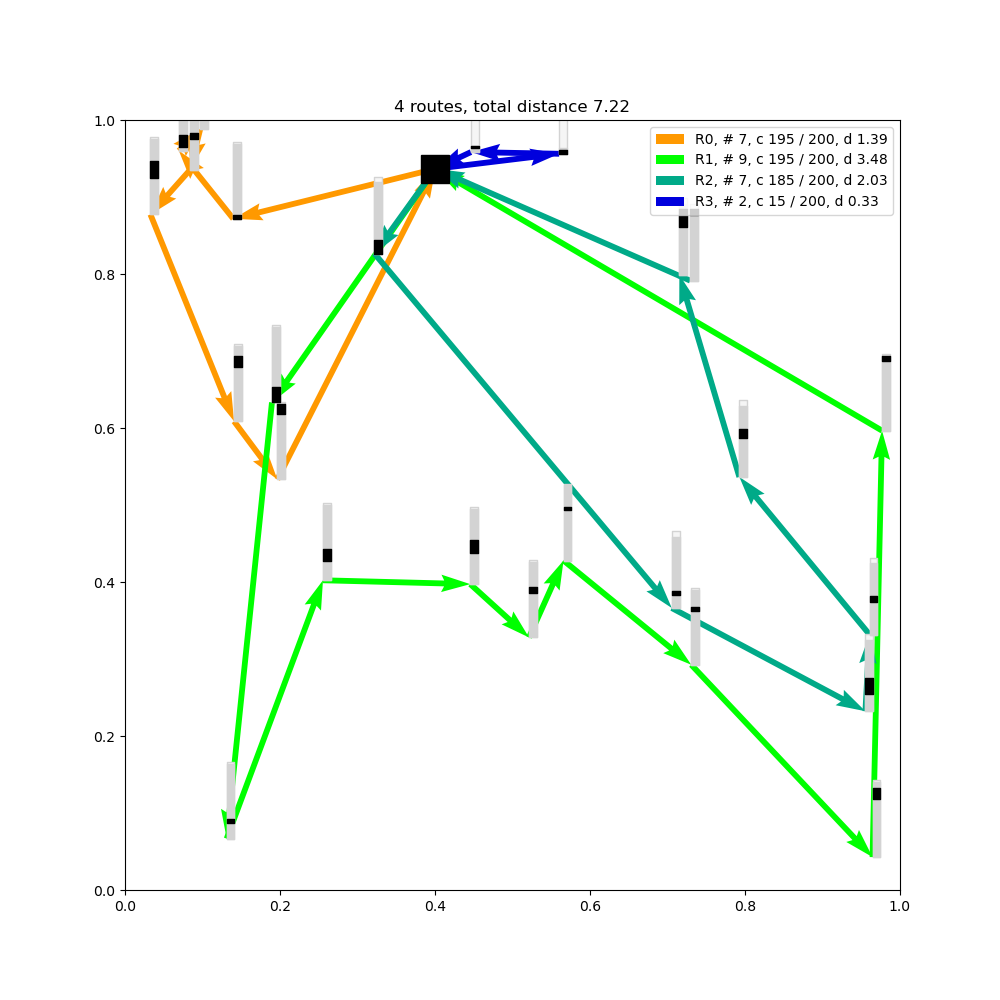 4 routes, total distance 7.22
1.0
0.8
0.6
0.4
0.2
0.0
0.0 0.2 0.4 0.6 0.8 1.0
R0, # 7, c 195 / 200, d 1.39
R1, # 9, c 195 / 200, d 3.48
R2, # 7, c 185 / 200, d 2.03
R3, # 2, c 15 / 200, d 0.33